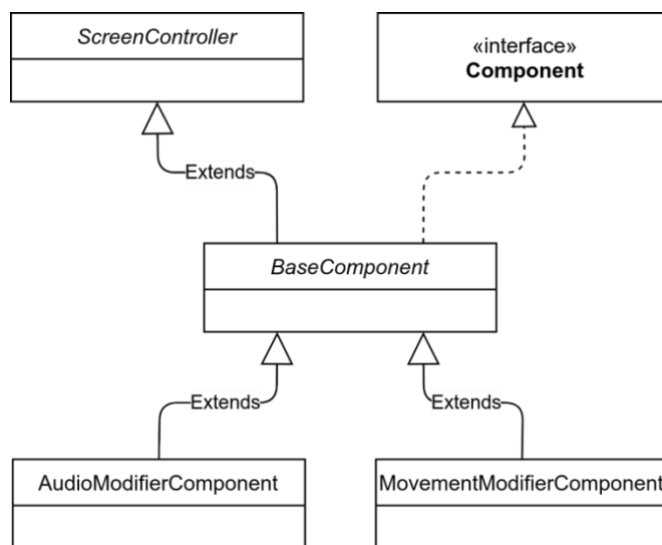 ScreenController
«interface»
Component
Extends
BaseComponent
Extends
Extends
AudioModifierComponent
MovementModifierComponent